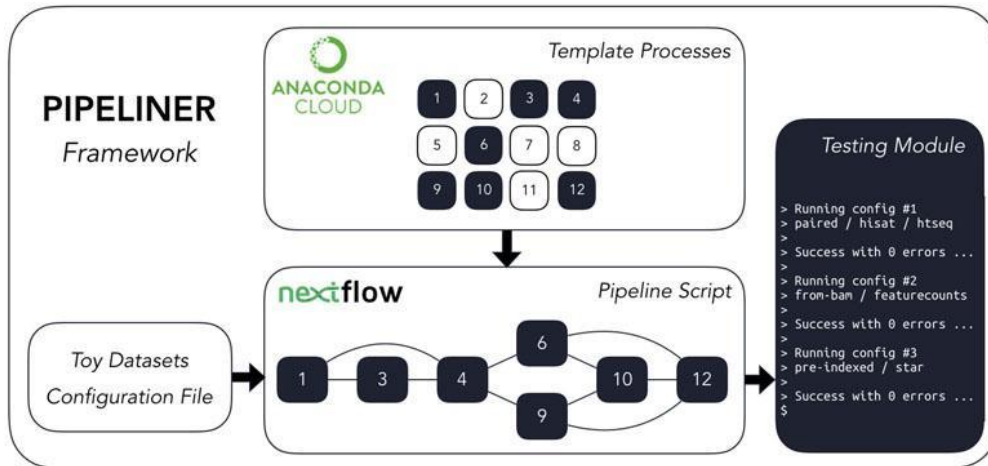 PIPELINER
Framework
ANACONDA
CLOUD
Template Processes
1 2 3 4
5 6 7 8
9 10 11 12
nextflow
Pipeline Script
1 3 4 6 9 10 12
Toy Datasets
Configuration File
Testing Module
> Running config #1
> paired / hisat / htseq
>
> Success with 0 errors ...
>
> Running config #2
> from-bam / featurecounts
>
> Success with 0 errors ...
>
> Running config #3
> pre-indexed / star
>
> Success with 0 errors ...
$